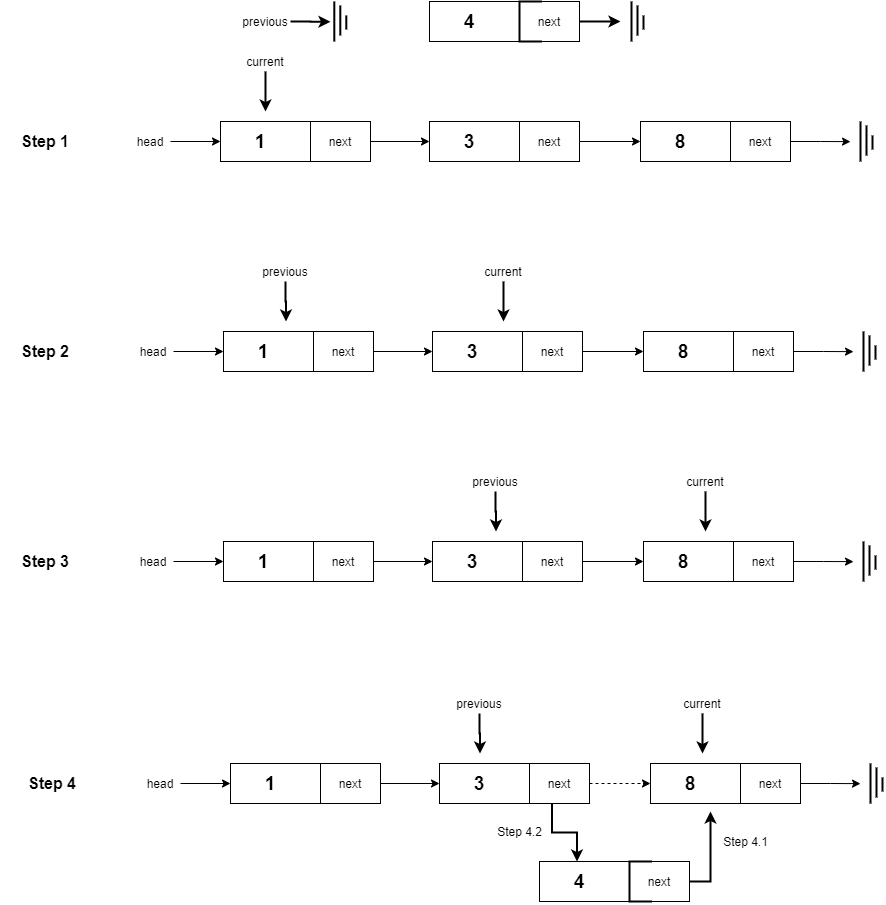 previous
4 next
current
Step 1 head 1 next 3 next 8 next
previous current
Step 2 head 1 next 3 next 8 next
previous current
Step 3 head 1 next 3 next 8 next
previous current
Step 4 head 1 next 3 next 8 next
Step 4.2
Step 4.1
4 next